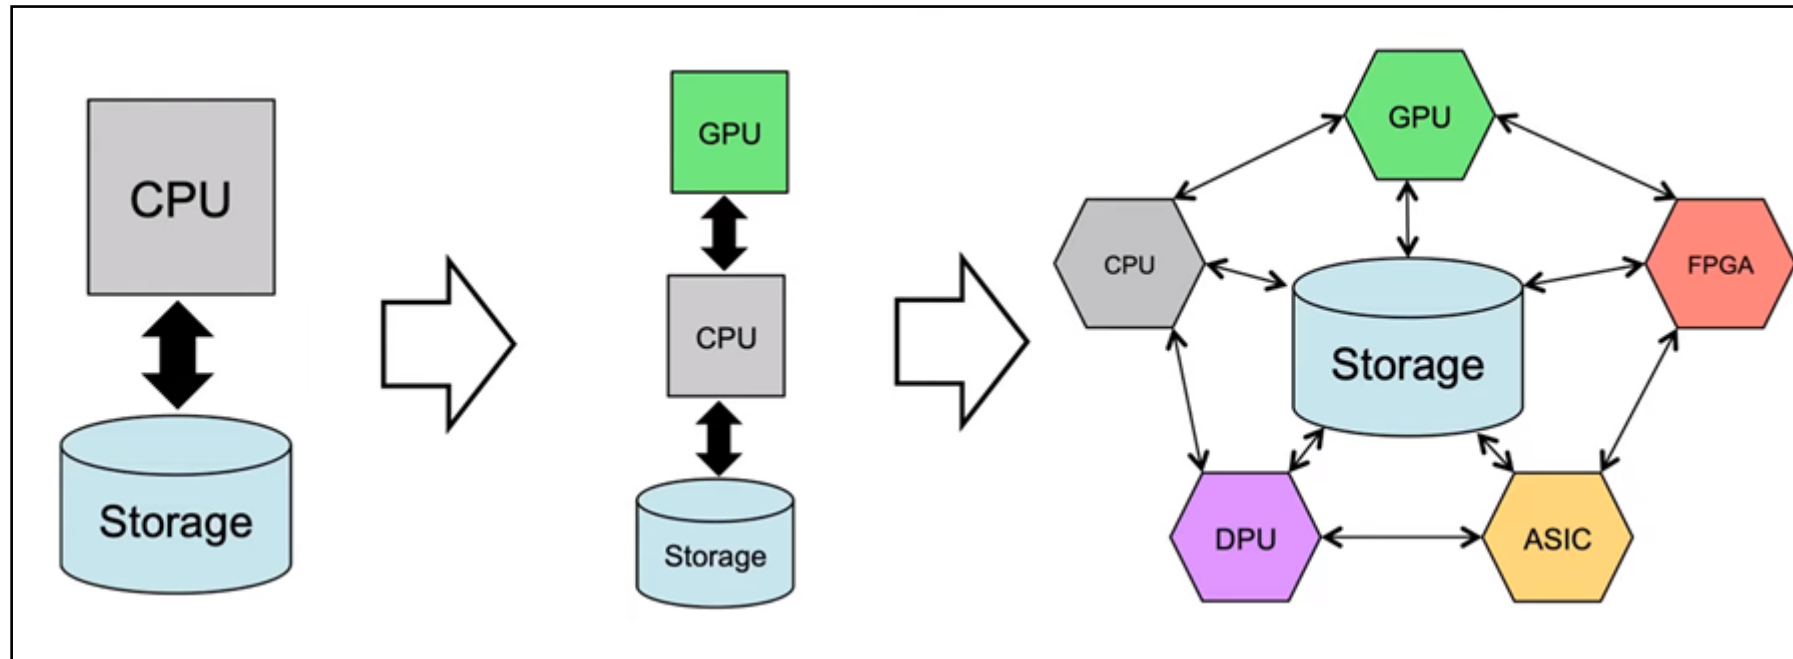 CPU
Storage
GPU
CPU
Storage
GPU
CPU
FPGA
Storage
DPU
ASIC